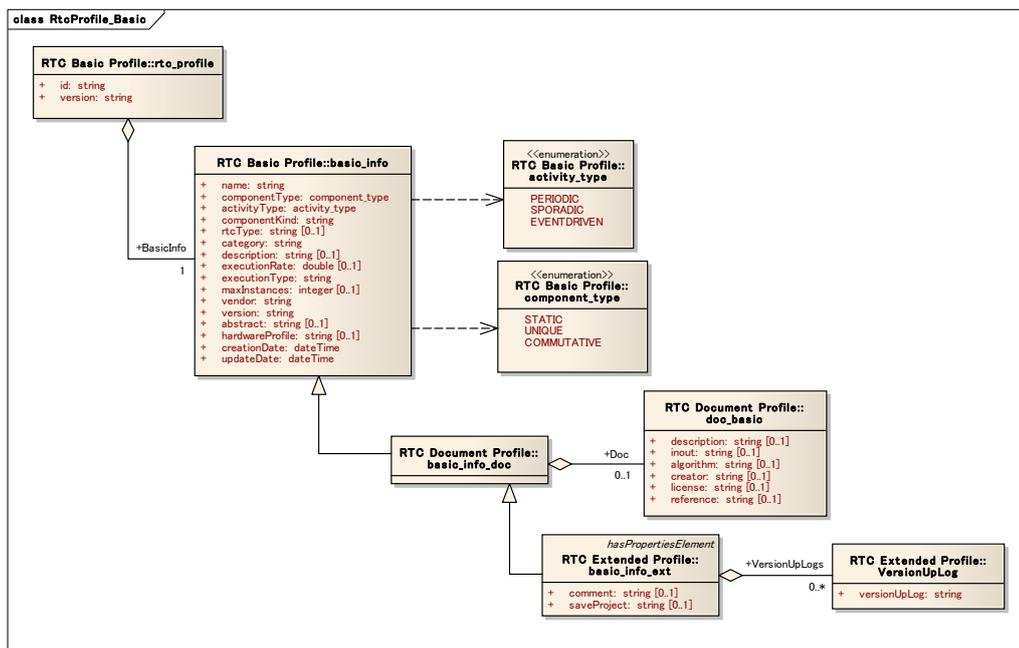 class RtcProfile_Basic
RTC Basic Profile::rtc_profile
+ id: string
+ version: string
+BasicInfo
1
RTC Basic Profile::basic_info
+ name: string
+ componentType: component_type
+ activityType: activity_type
+ componentKind: string
+ rtcType: string [0..1]
+ category: string
+ description: string [0..1]
+ executionRate: double [0..1]
+ executionType: string
+ maxInstances: integer [0..1]
+ vendor: string
+ version: string
+ abstract: string [0..1]
+ hardwareProfile: string [0..1]
+ creationDate: dateTime
+ updateDate: dateTime
<<enumeration>>
RTC Basic Profile::
activity_type
PERIODIC
SPORADIC
EVENTDRIVEN
<<enumeration>>
RTC Basic Profile::
component_type
STATIC
UNIQUE
COMMUTATIVE
RTC Document Profile::
basic_info_doc
+Doc
0..1
RTC Document Profile::
doc_basic
+ description: string [0..1]
+ inout: string [0..1]
+ algorithm: string [0..1]
+ creator: string [0..1]
+ license: string [0..1]
+ reference: string [0..1]
hasPropertiesElement
RTC Extended Profile::
basic_info_ext
+ comment: string [0..1]
+ saveProject: string [0..1]
+VersionUpLogs
0..*
RTC Extended Profile::
VersionUpLog
+ versionUpLog: string